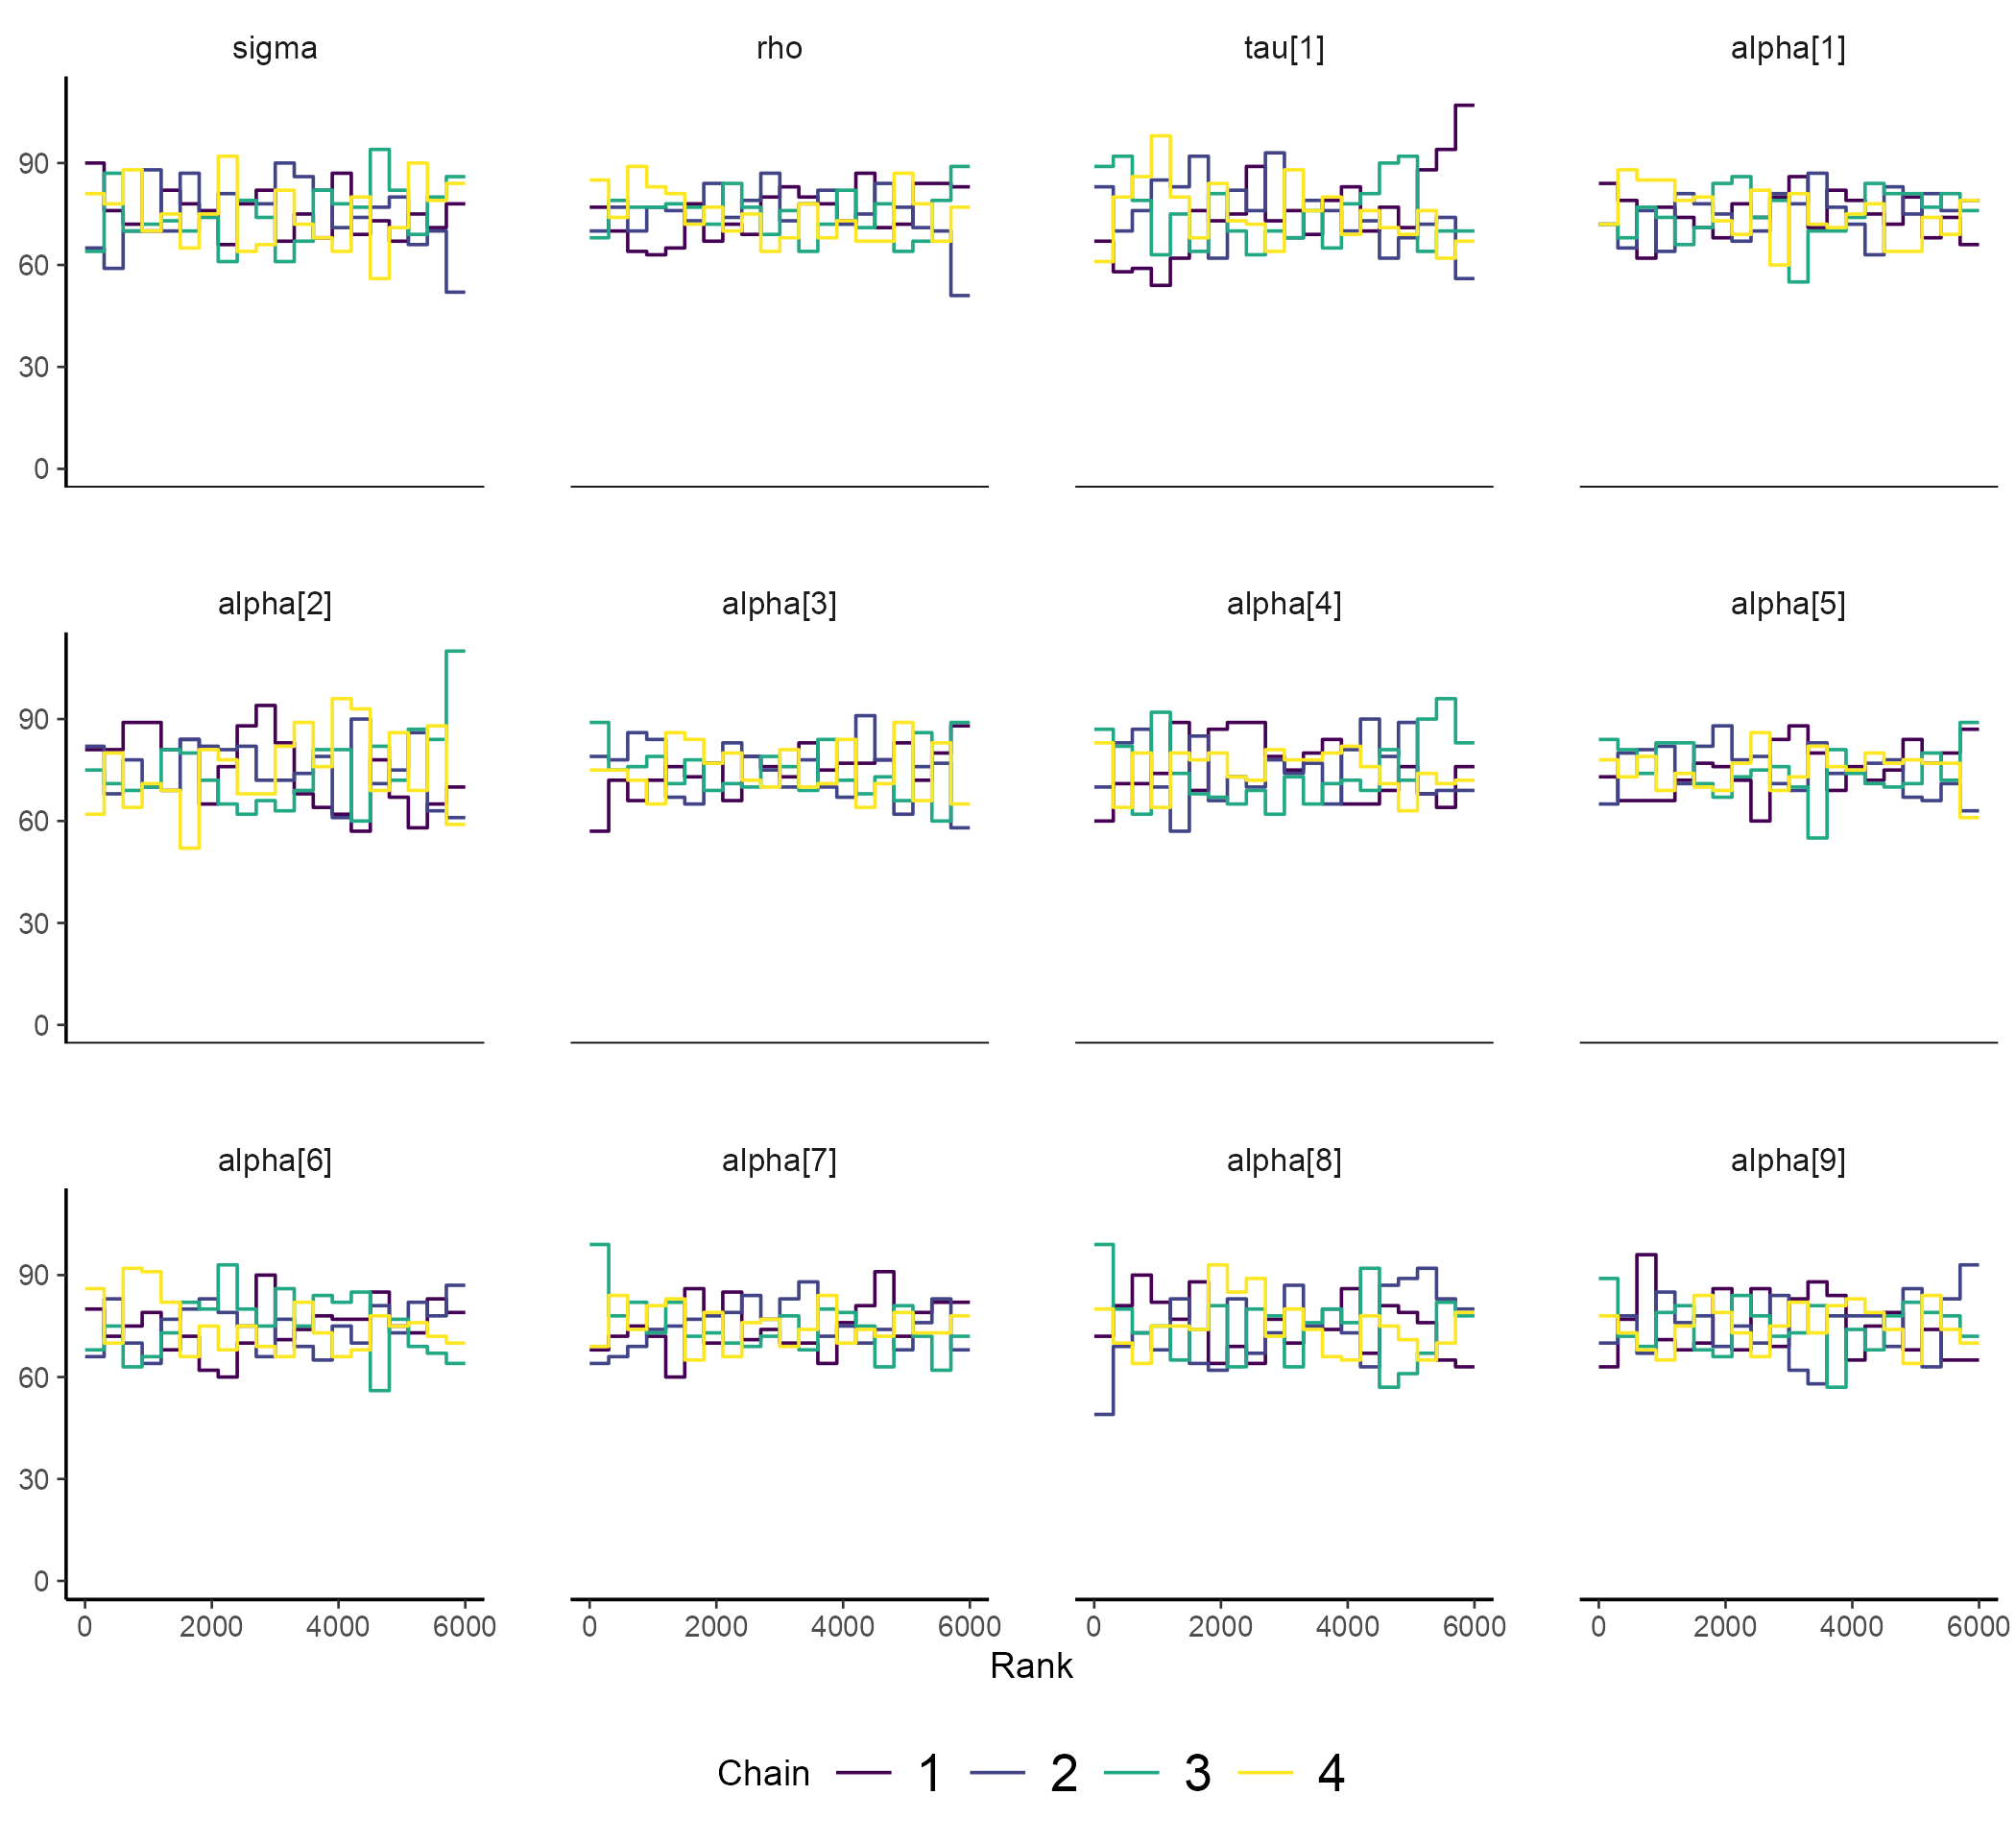 sigma rho tau[1] alpha[1]
90
60
30
0
alpha[2] alpha[3] alpha[4] alpha[5]
90
60
30
0
alpha[6] alpha[7] alpha[8] alpha[9]
90
60
30
0
0 2000 4000 6000 0 2000 4000 6000 0 2000 4000 6000 0 2000 4000 6000
Rank
Chain 1 2 3 4